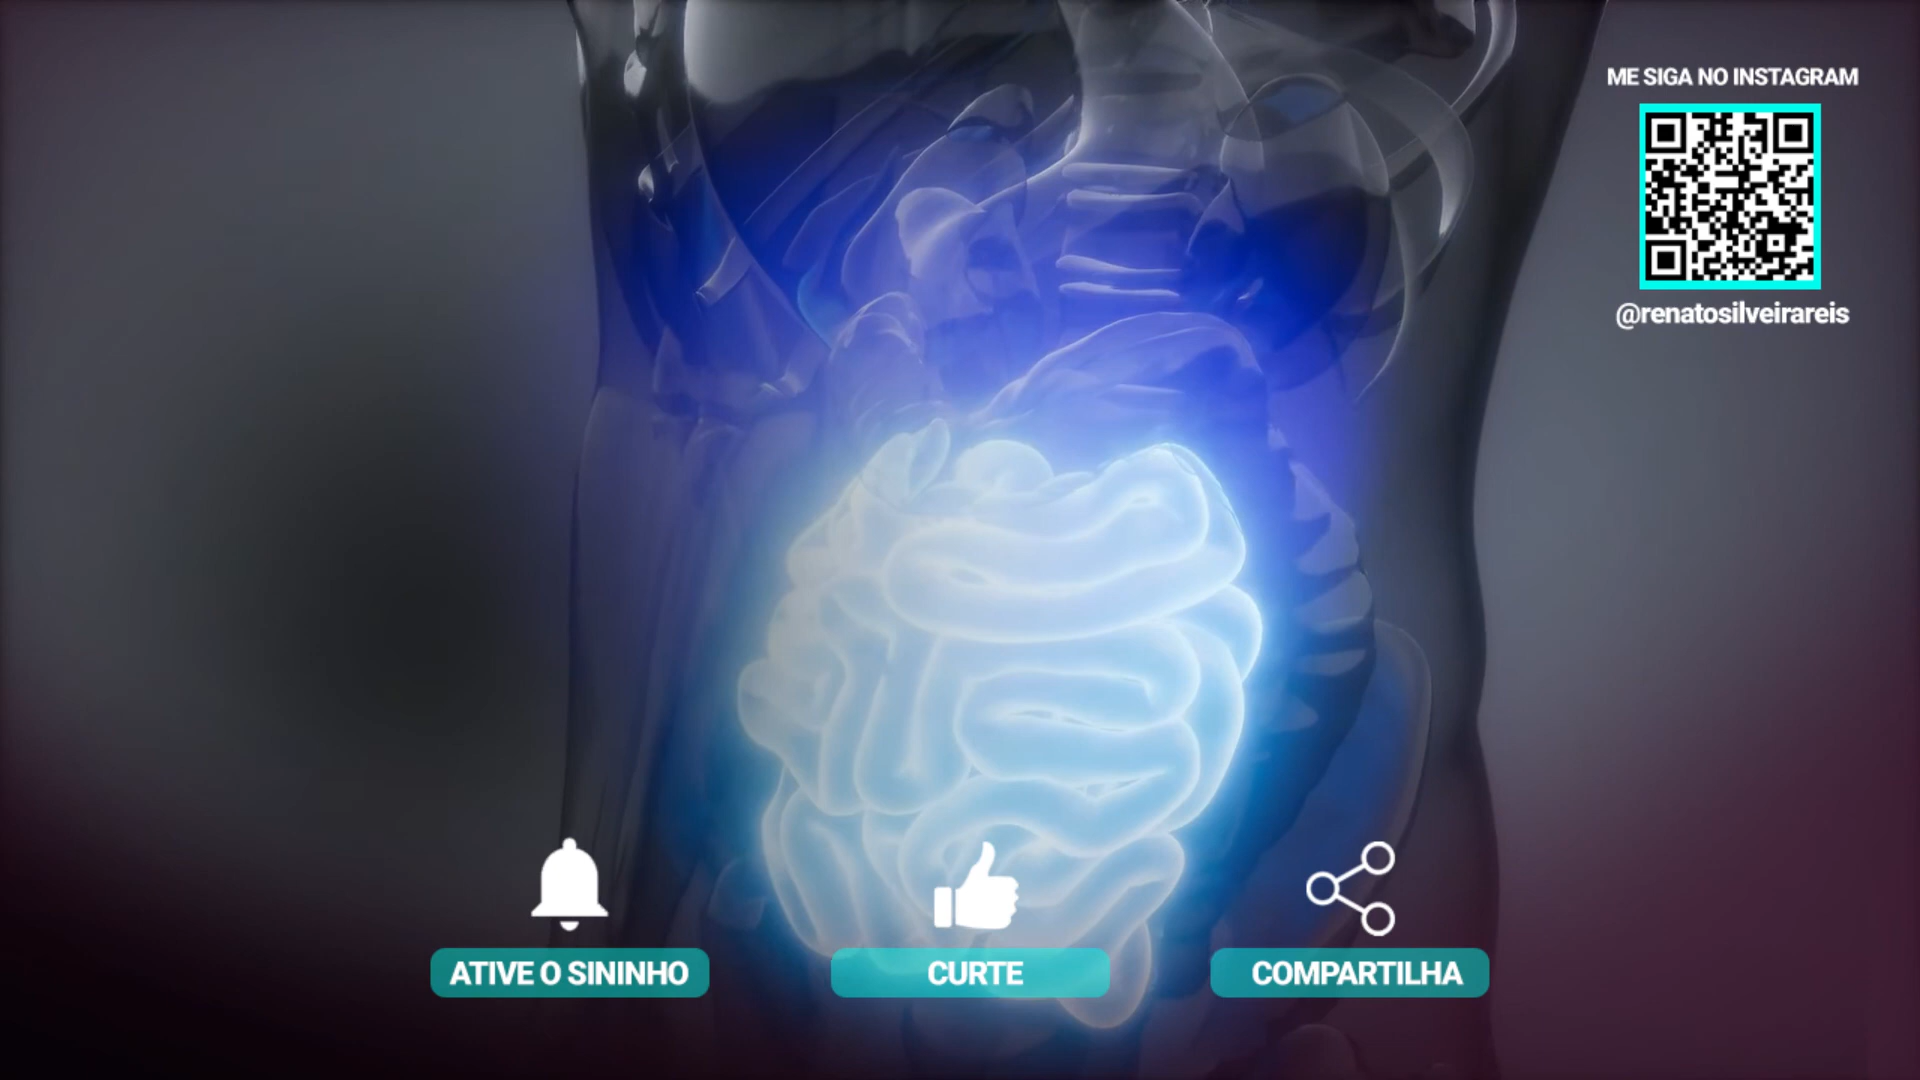 ME SIGA NO INSTAGRAM
@renatosilveirareis
ATIVE O SININHO
CURTE
COMPARTILHA